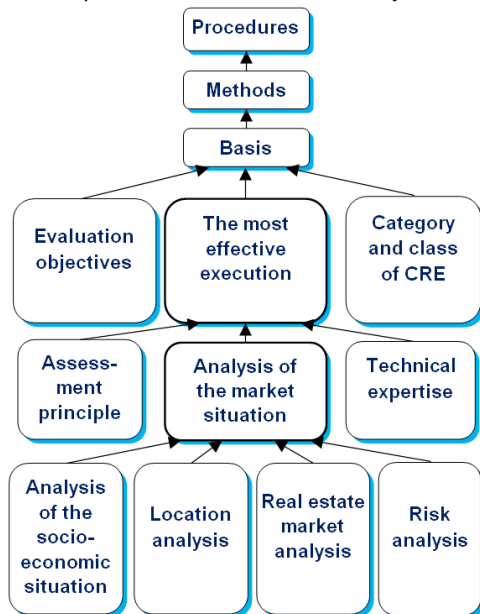 Procedures
Methods
Basis
Evaluation
objectives
The most
effective
execution
Category
and class
of CRE
Assess-
ment
principle
Analysis of
the market
situation
Technical
expertise
Analysis
of the
socio-
economic
situation
Location
analysis
Real estate
market
analysis
Risk
analysis